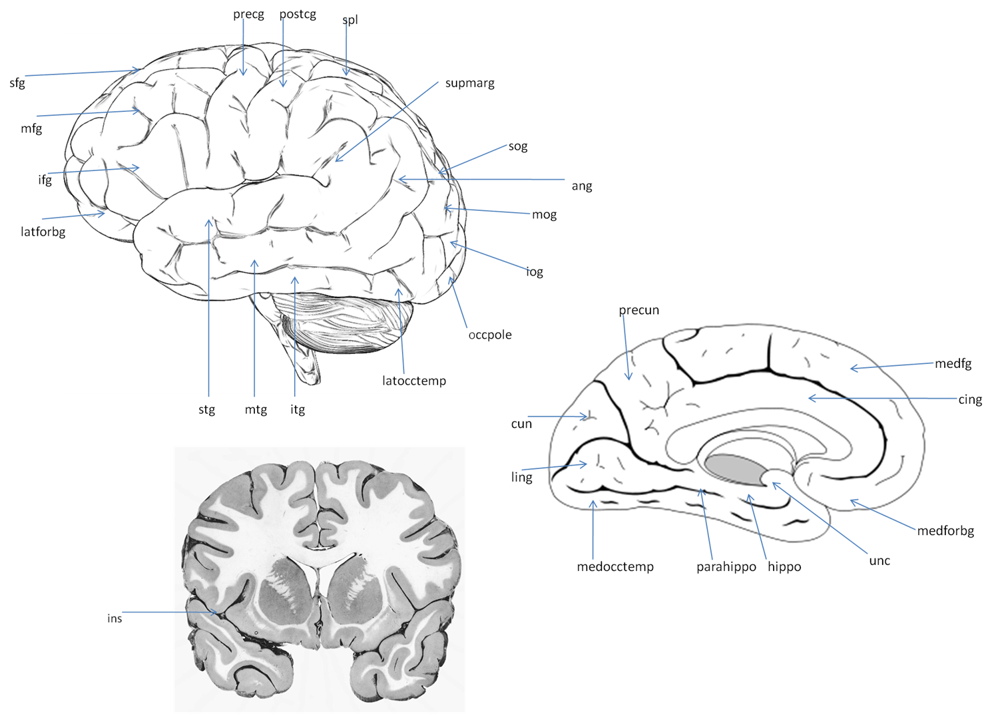 precg
postcg
spl
sfg
supmarg
mfg
sog
ifg
ang
mog
latforbg
iog
occpole
latocctemp
stg
mtg
itg
precun
medfg
cing
cun
ling
medforbg
unc
medocctemp
parahippo
hippo
ins